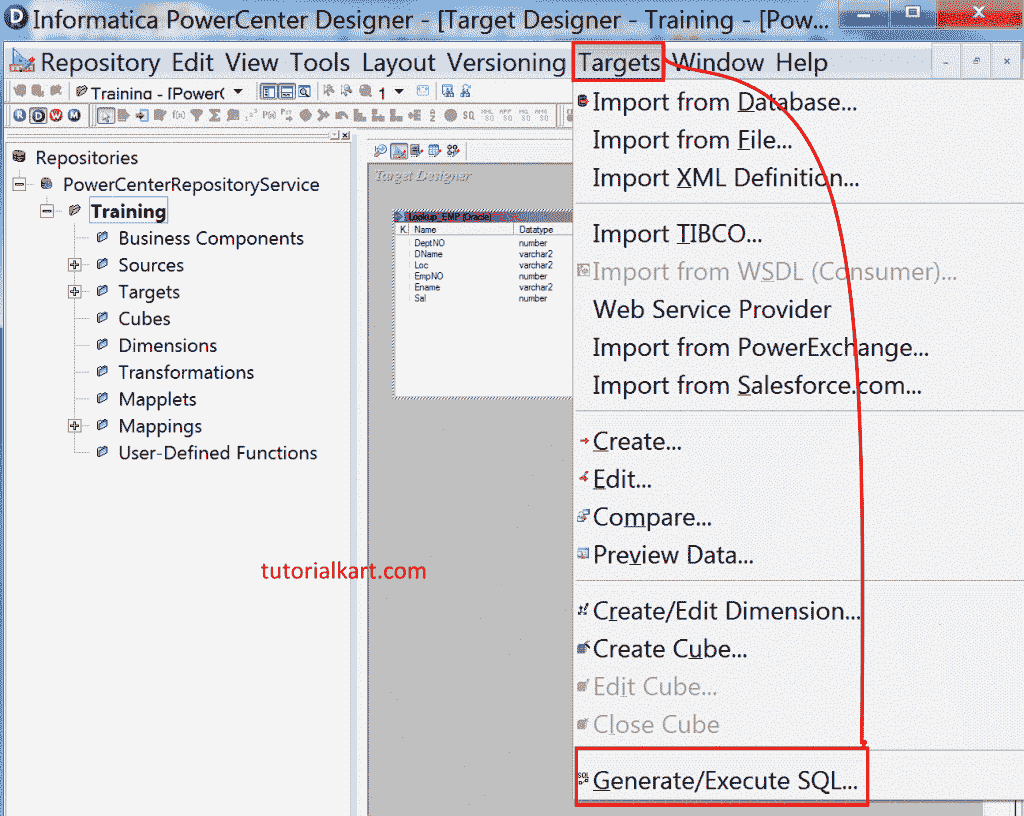 Informatica PowerCenter Designer - [Target Designer - Training - [Pow...
Repository Edit View Tools Layout Versioning Targets Window Help
Training - [Power( 1
Repositories
PowerCenterRepositoryService
Training
Business Components
Sources
Targets
Cubes
Dimensions
Transformations
Mapplets
Mappings
User-Defined Functions
Target Designer
Lookup_EMP (Oracle)
K. Name Datatype
DeptNO number
DName varchar2
Loc varchar2
EmpNO number
Ename varchar2
Sal number
tutorialkart.com
Import from Database...
Import from File...
Import XML Definition...
Import TIBCO...
Import from WSDL (Consumer)...
Web Service Provider
Import from PowerExchange...
Import from Salesforce.com...
Create...
Edit...
Compare...
Preview Data...
Create/Edit Dimension...
Create Cube...
Edit Cube...
Close Cube
Generate/Execute SQL...